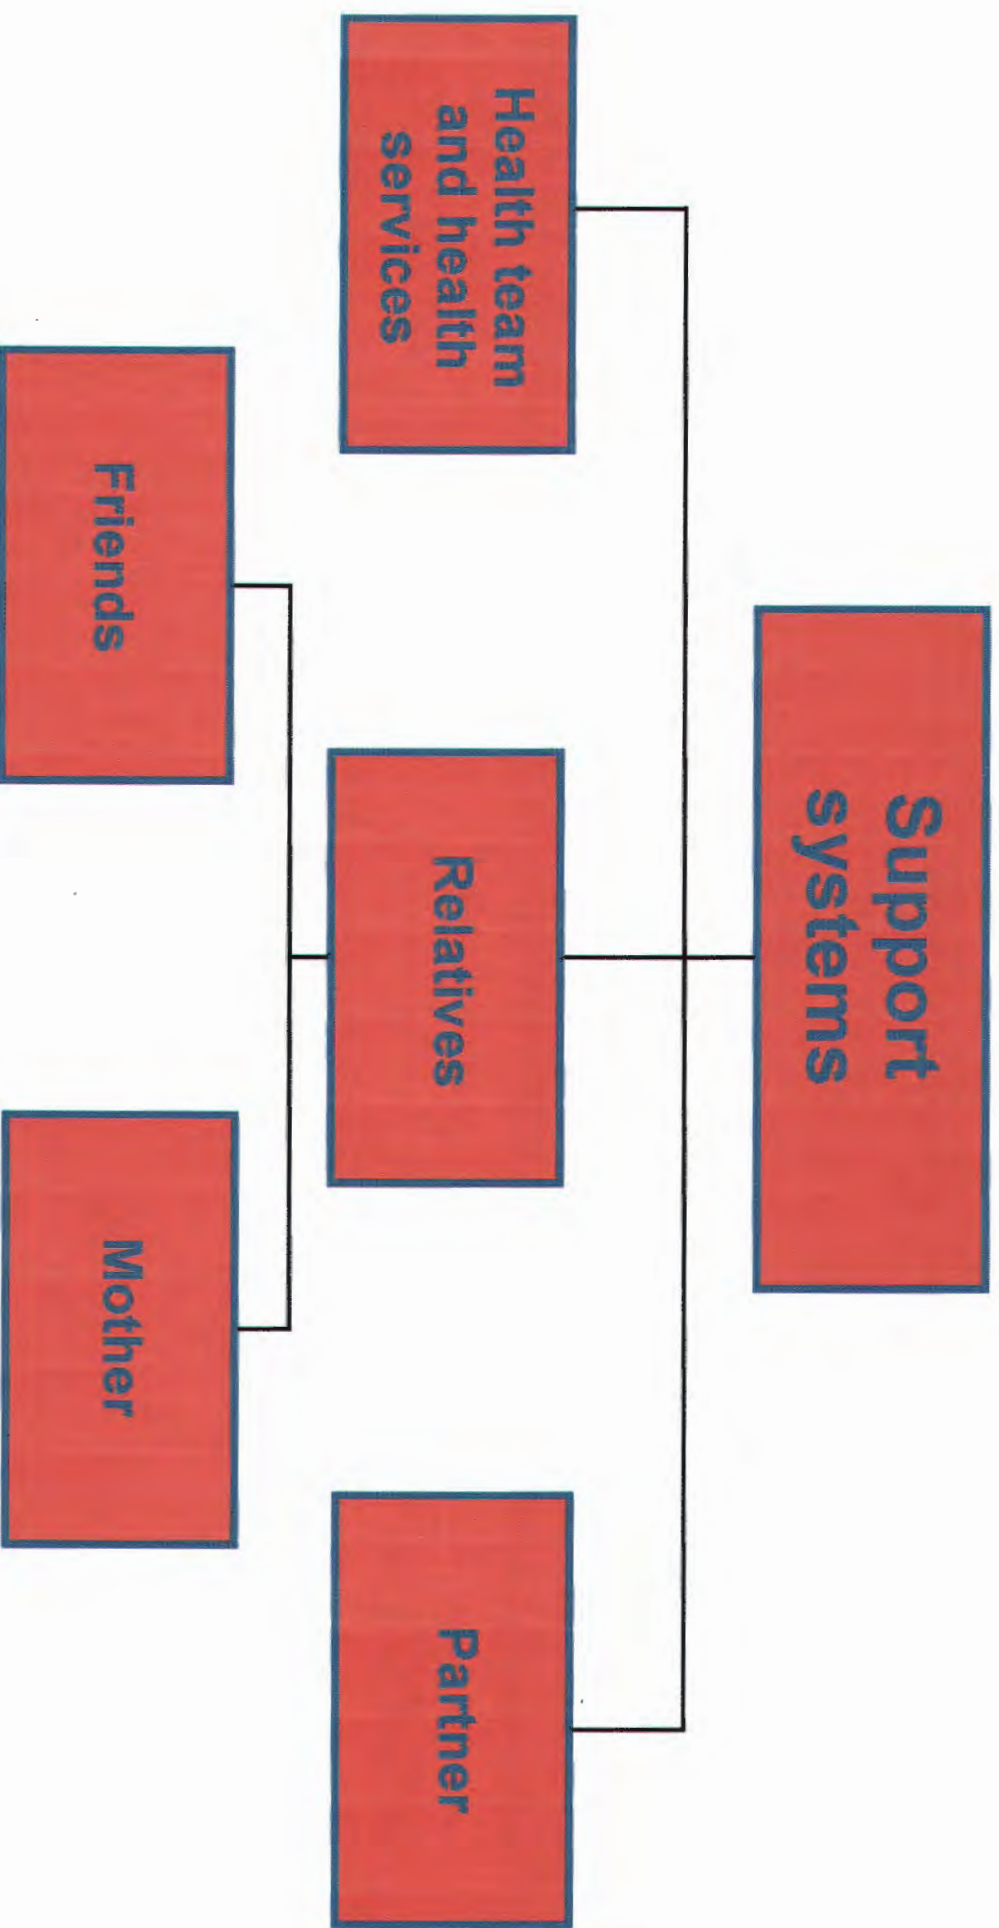 Support
systems
Health team
and health
services
Relatives
Partner
Friends
Mother